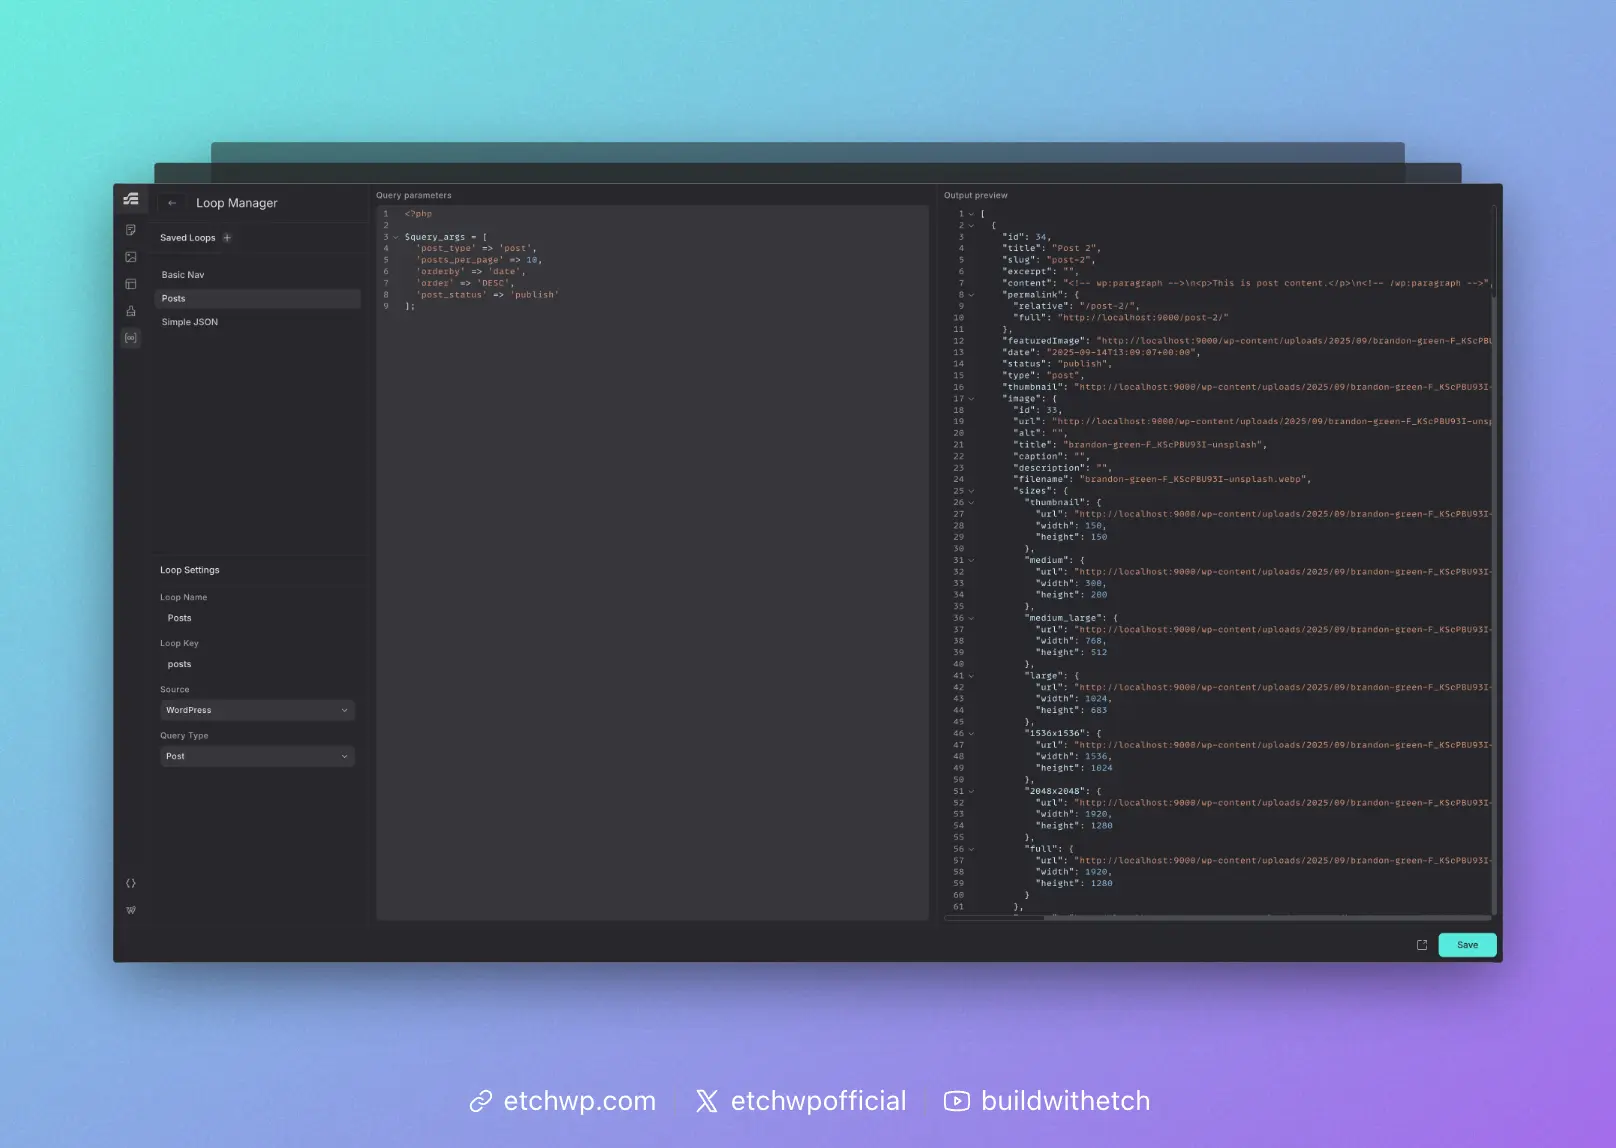 Loop Manager
Saved Loops +
Basic Nav
Posts
Simple JSON
Loop Settings
Loop Name
Posts
Loop Key
posts
Source
WordPress
Query Type
Post
Query parameters
1 <?php
2
3 $query_args = [
4 'post_type' => 'post',
5 'posts_per_page' => 10,
6 'orderby' => 'date',
7 'order' => 'DESC',
8 'post_status' => 'publish'
9 ];
Output preview
1 [
2 {
3 "id": 34,
4 "title": "Post 2",
5 "slug": "post-2",
6 "excerpt": "",
7 "content": "<!-- wp:paragraph -->\n<p>This is post content.</p>\n<!-- /wp:paragraph -->",
8 "permalink": {
9 "relative": "/post-2/",
10 "full": "http://localhost:9000/post-2/"
11 },
12 "featuredImage": "http://localhost:9000/wp-content/uploads/2025/09/brandon-green-F_KScPBU
13 "date": "2025-09-14T13:09:07+00:00",
14 "status": "publish",
15 "type": "post",
16 "thumbnail": "http://localhost:9000/wp-content/uploads/2025/09/brandon-green-F_KScPBU93I-
17 "image": {
18 "id": 33,
19 "url": "http://localhost:9000/wp-content/uploads/2025/09/brandon-green-F_KScPBU93I-unsp
20 "alt": "",
21 "title": "brandon-green-F_KScPBU93I-unsplash",
22 "caption": "",
23 "description": "",
24 "filename": "brandon-green-F_KScPBU93I-unsplash.webp",
25 "sizes": {
26 "thumbnail": {
27 "url": "http://localhost:9000/wp-content/uploads/2025/09/brandon-green-F_KScPBU93I-
28 "width": 150,
29 "height": 150
30 },
31 "medium": {
32 "url": "http://localhost:9000/wp-content/uploads/2025/09/brandon-green-F_KScPBU93I-
33 "width": 300,
34 "height": 200
35 },
36 "medium_large": {
37 "url": "http://localhost:9000/wp-content/uploads/2025/09/brandon-green-F_KScPBU93I-
38 "width": 768,
39 "height": 512
40 },
41 "large": {
42 "url": "http://localhost:9000/wp-content/uploads/2025/09/brandon-green-F_KScPBU93I-
43 "width": 1024,
44 "height": 683
45 },
46 "1536x1536": {
47 "url": "http://localhost:9000/wp-content/uploads/2025/09/brandon-green-F_KScPBU93I-
48 "width": 1536,
49 "height": 1024
50 },
51 "2048x2048": {
52 "url": "http://localhost:9000/wp-content/uploads/2025/09/brandon-green-F_KScPBU93I-
53 "width": 1920,
54 "height": 1280
55 },
56 "full": {
57 "url": "http://localhost:9000/wp-content/uploads/2025/09/brandon-green-F_KScPBU93I-
58 "width": 1920,
59 "height": 1280
60 }
61 },
Save
etchwp.com
etchwpofficial
buildwithetch